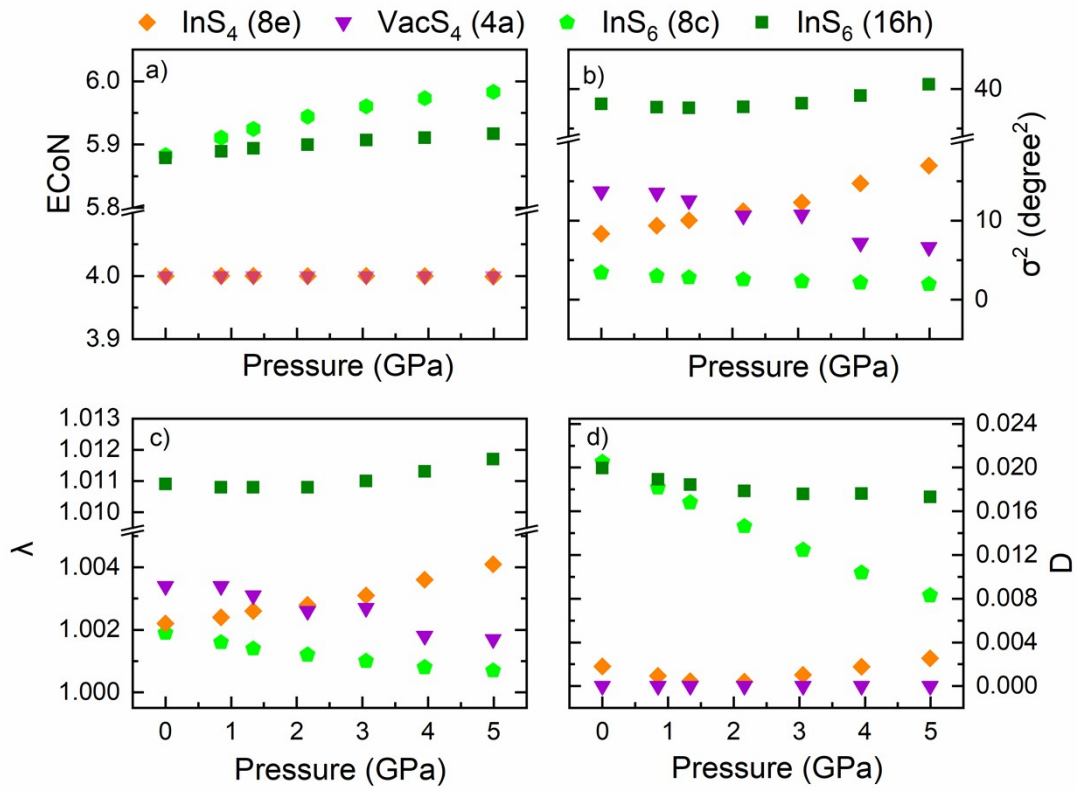 InS4 (8e) VacS4 (4a) InS6 (8c) InS6 (16h)
a)
6.0
5.9
5.8
4.0
3.9
ECoN
Pressure (GPa)
b)
40
10
0
σ2 (degree2)
Pressure (GPa)
c)
1.013
1.012
1.011
1.010
1.004
1.002
1.000
λ
0 1 2 3 4 5
Pressure (GPa)
d)
0.024
0.020
0.016
0.012
0.008
0.004
0.000
D
0 1 2 3 4 5
Pressure (GPa)